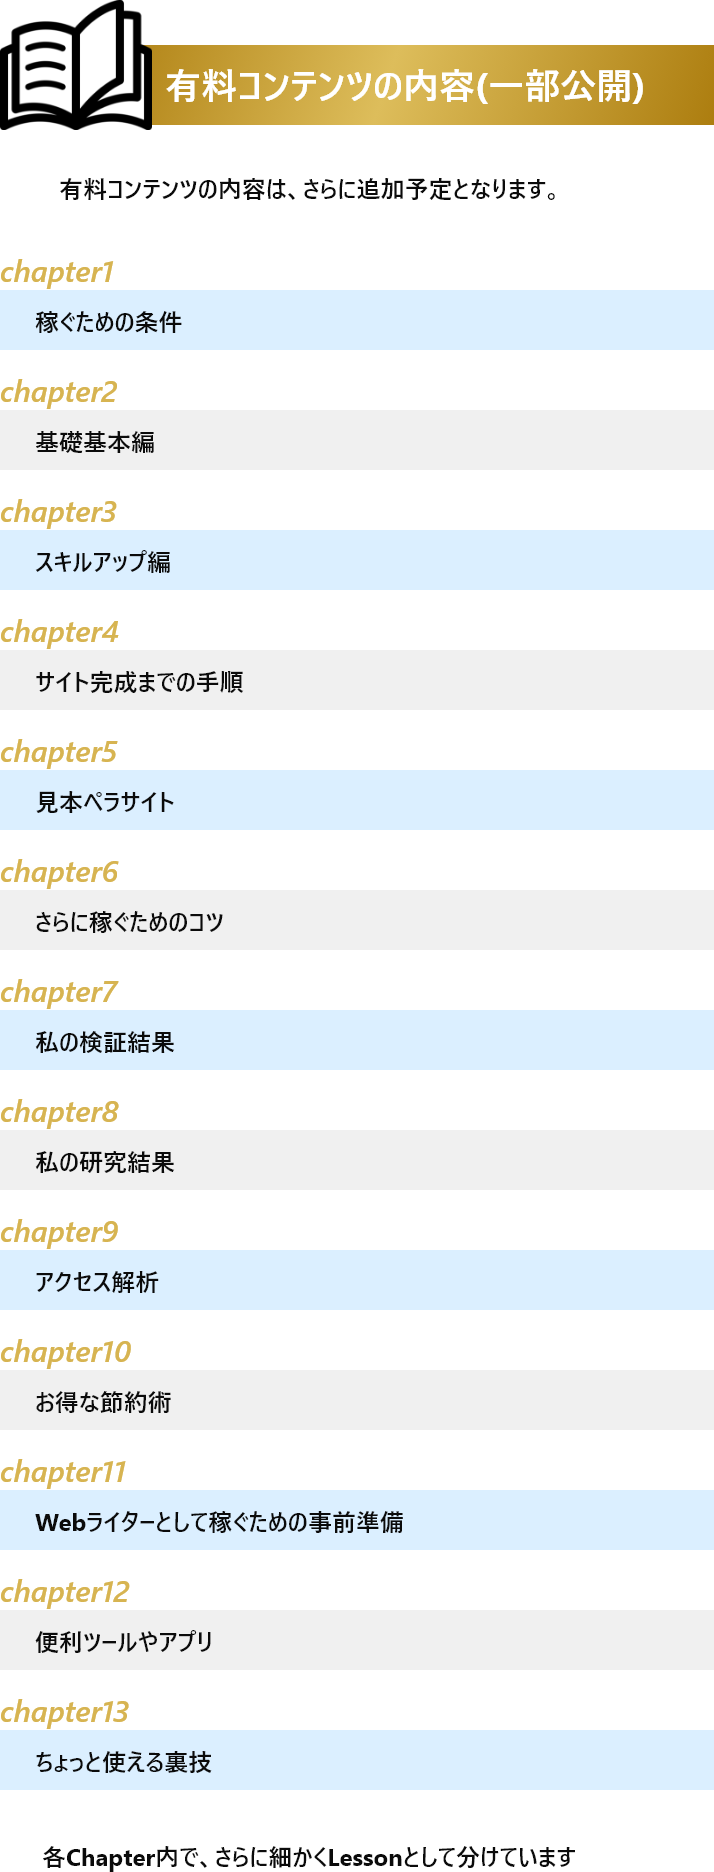 有料コンテンツの内容(一部公開)
有料コンテンツの内容は、さらに追加予定となります。
chapter1
稼ぐための条件
chapter2
基礎基本編
chapter3
スキルアップ編
chapter4
サイト完成までの手順
chapter5
見本ペラサイト
chapter6
さらに稼ぐためのコツ
chapter7
私の検証結果
chapter8
私の研究結果
chapter9
アクセス解析
chapter10
お得な節約術
chapter11
Webライターとして稼ぐための事前準備
chapter12
便利ツールやアプリ
chapter13
ちょっと使える裏技
各Chapter内で、さらに細かくLessonとして分けています